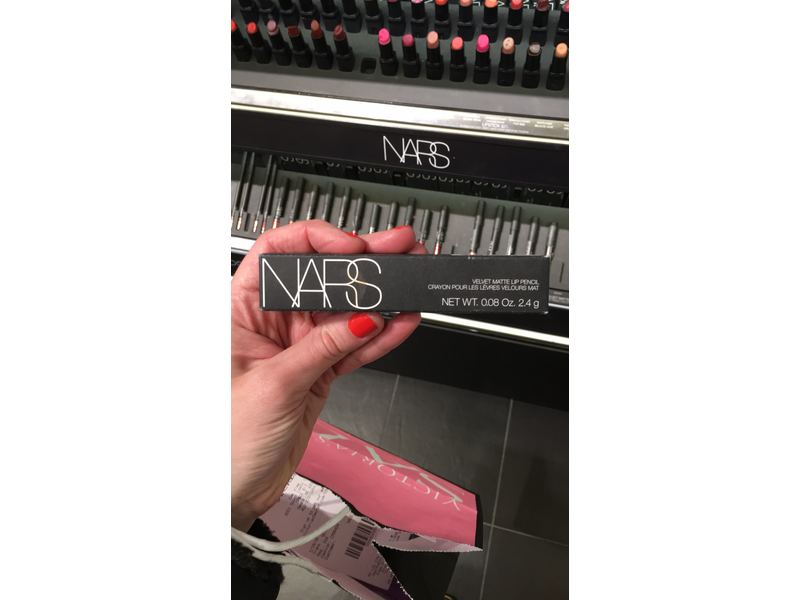 NARS
NARS
VELVET MATTE LIP PENCIL
CRAYON POUR LES LÈVRES VELOURS MAT
NET WT. 0.08 Oz. 2.4 g
VICTORIA'S